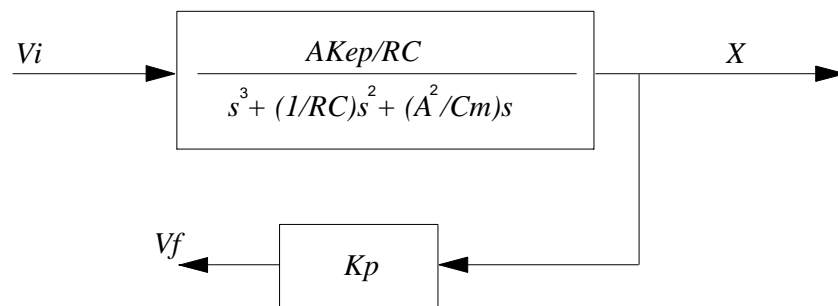 Vi
AKep/RC
X
s³+ (1/RC)s²+ (A²/Cm)s
Vf
Kp